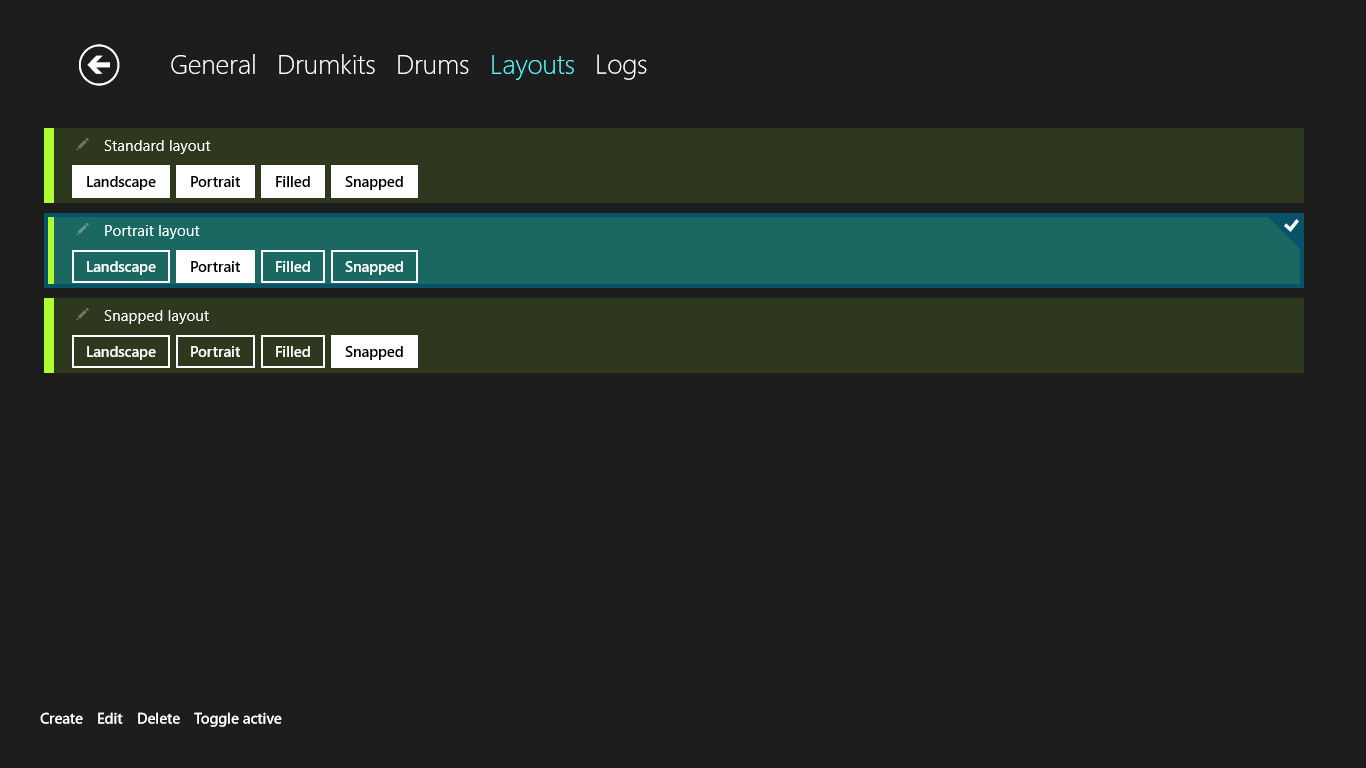 General Drumkits Drums Layouts Logs
Standard layout
Landscape Portrait Filled Snapped
Portrait layout
Landscape Portrait Filled Snapped
Snapped layout
Landscape Portrait Filled Snapped
Create Edit Delete Toggle active